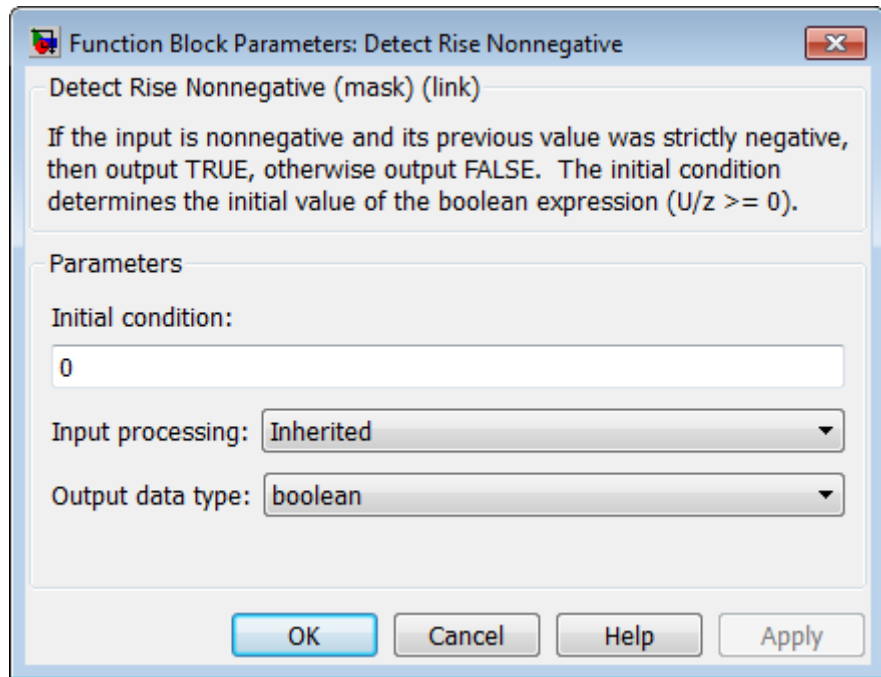 Function Block Parameters: Detect Rise Nonnegative
Detect Rise Nonnegative (mask) (link)
If the input is nonnegative and its previous value was strictly negative,
then output TRUE, otherwise output FALSE.  The initial condition
determines the initial value of the boolean expression (U/z >= 0).
Parameters
Initial condition:
0
Input processing: Inherited
Output data type: boolean
OK Cancel Help Apply